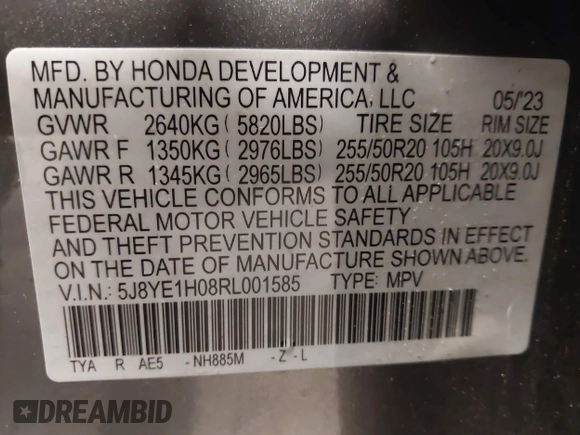 MFD. BY HONDA DEVELOPMENT &
MANUFACTURING OF AMERICA, LLC 05/'23
GVWR 2640KG ( 5820LBS) TIRE SIZE RIM SIZE
GAWR F 1350KG ( 2976LBS) 255/50R20 105H 20X9.0J
GAWR R 1345KG ( 2965LBS) 255/50R20 105H 20X9.0J
THIS VEHICLE CONFORMS TO ALL APPLICABLE
FEDERAL MOTOR VEHICLE SAFETY
AND THEFT PREVENTION STANDARDS IN EFFECT
ON THE DATE OF MANUFACTURE SHOWN ABOVE.
V.I.N.: 5J8YE1H08RL001585 TYPE: MPV
TYA R AE5 - NH885M - Z - L
DREAMBID